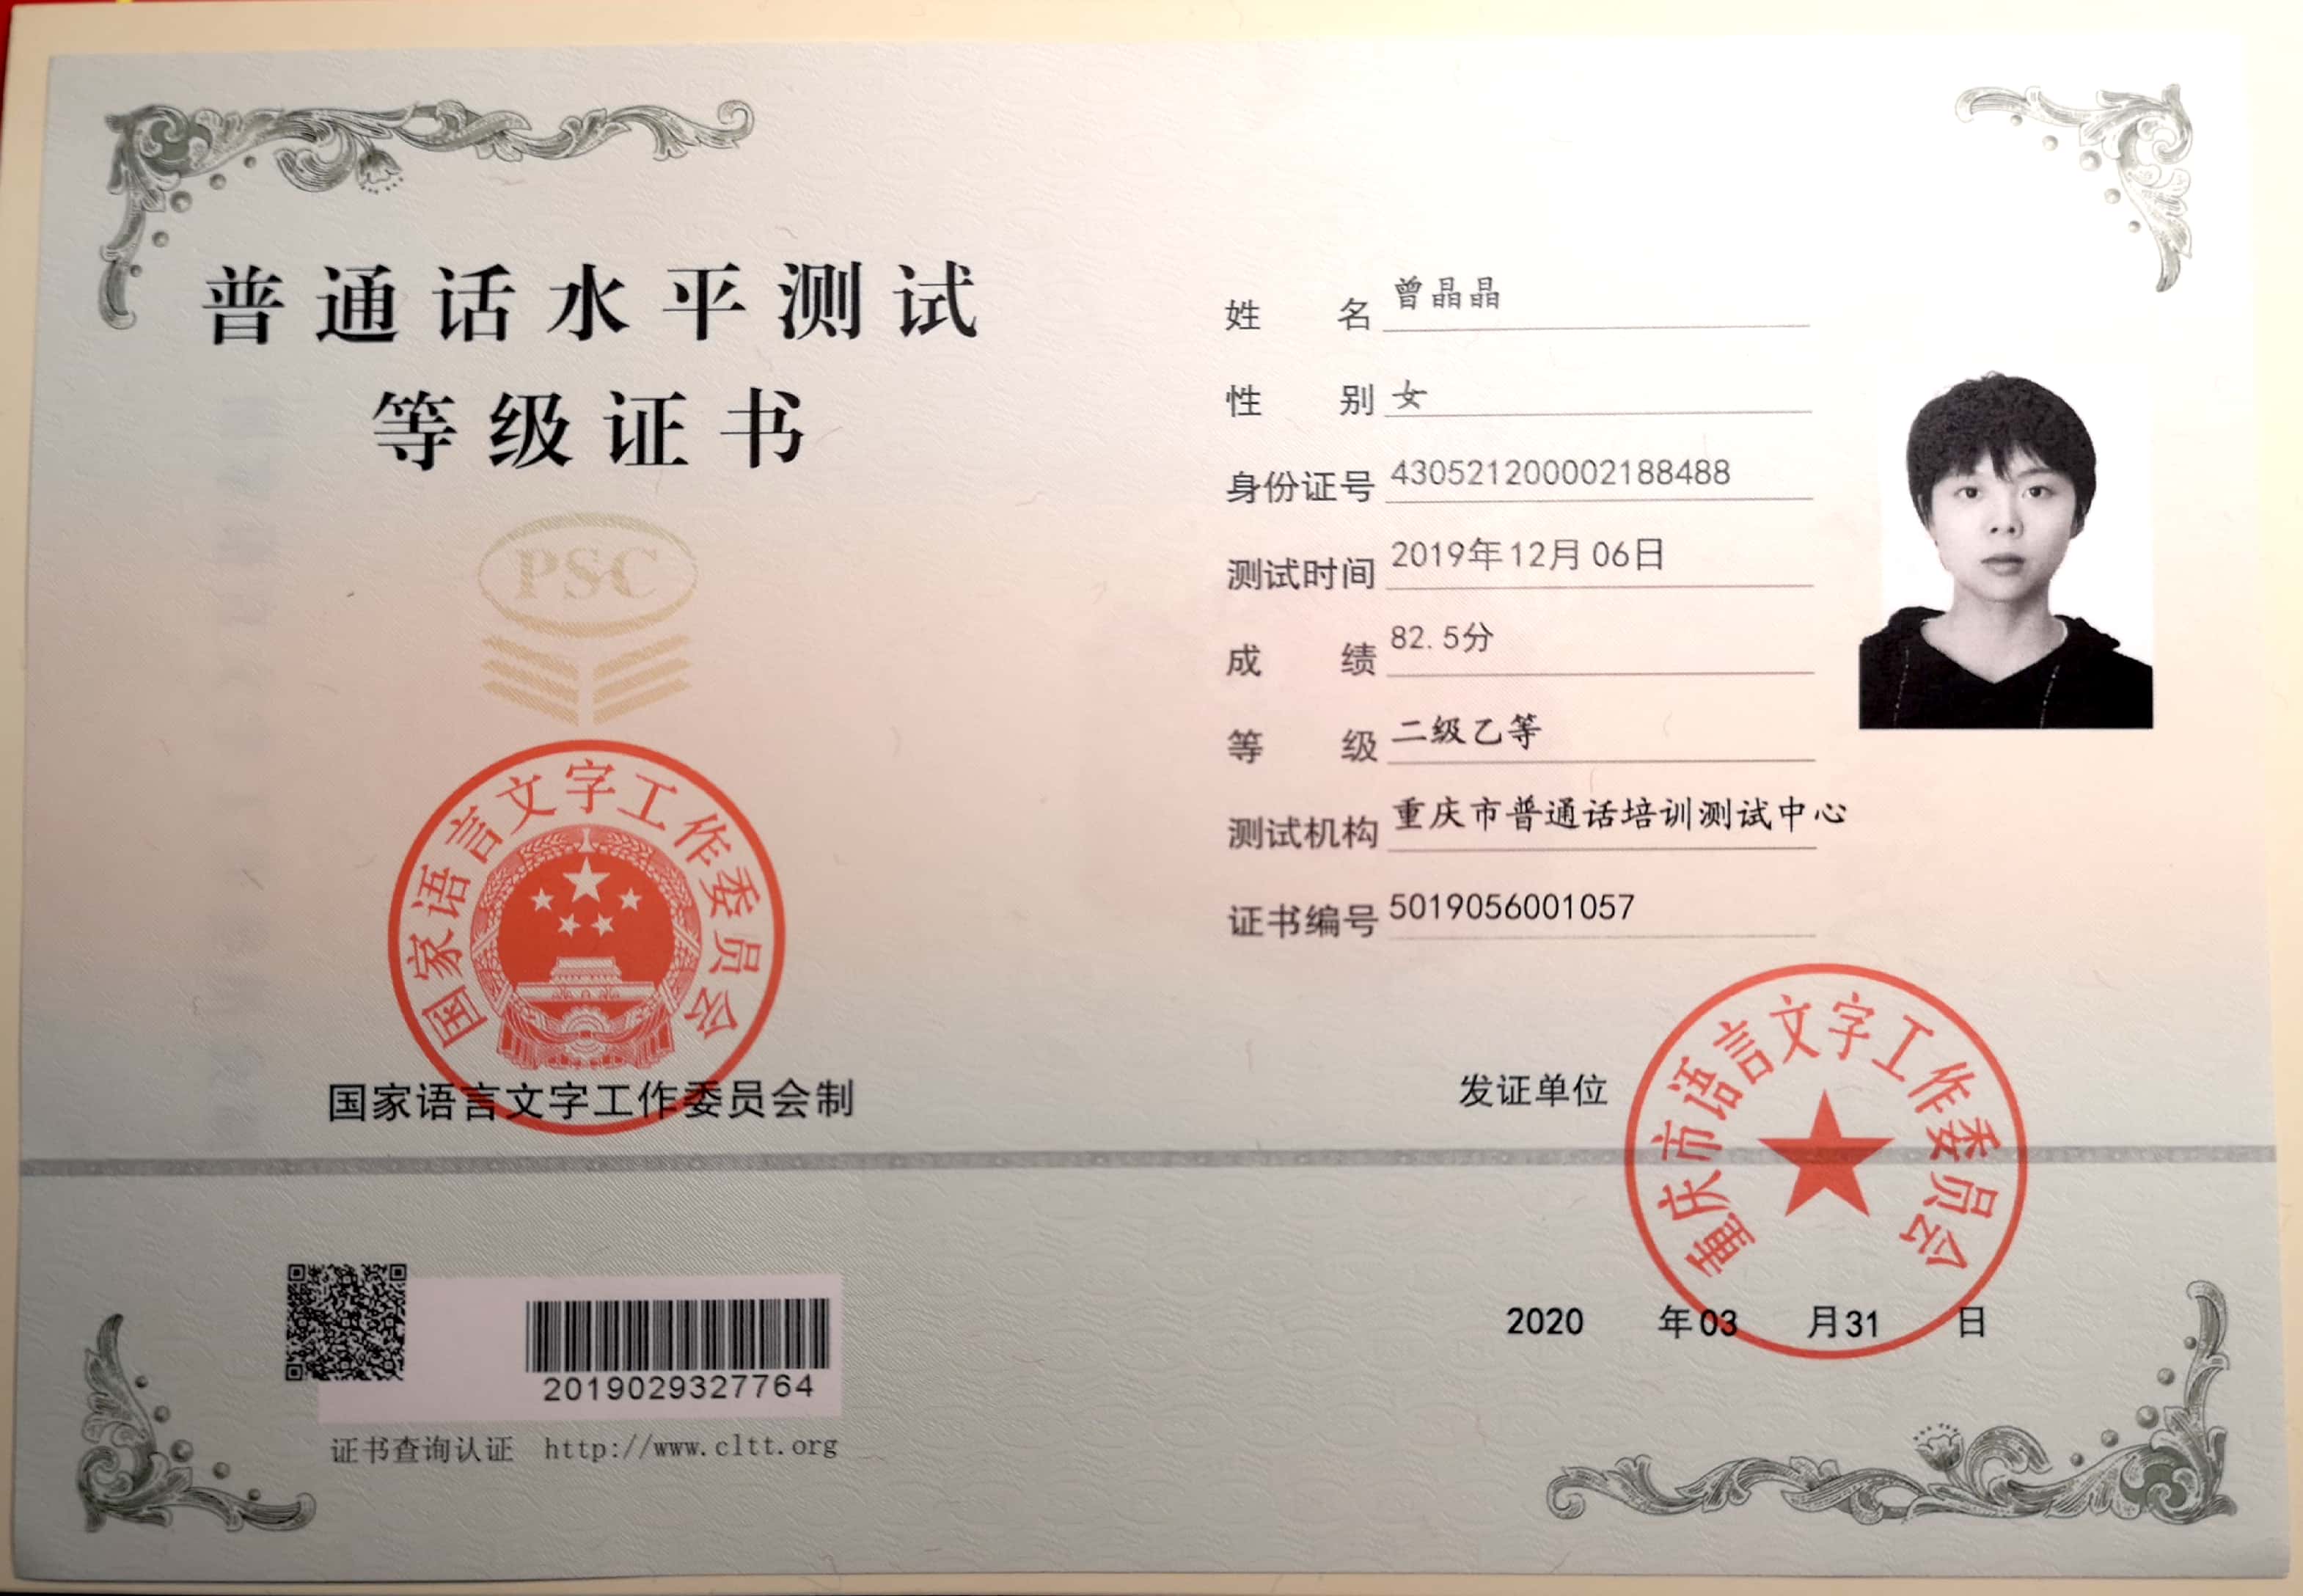 普通话水平测试
等级证书
PSC
国家语言文字工作委员会
国家语言文字工作委员会制
2019029327764
证书查询认证 http://www.cltt.org
姓 名 曾晶晶
性 别 女
身份证号 430521200002188488
测试时间 2019年12月06日
成 绩 82.5分
等 级 二级乙等
测试机构 重庆市普通话培训测试中心
证书编号 5019056001057
发证单位
重庆市语言文字工作委员会
2020 年 03 月 31 日